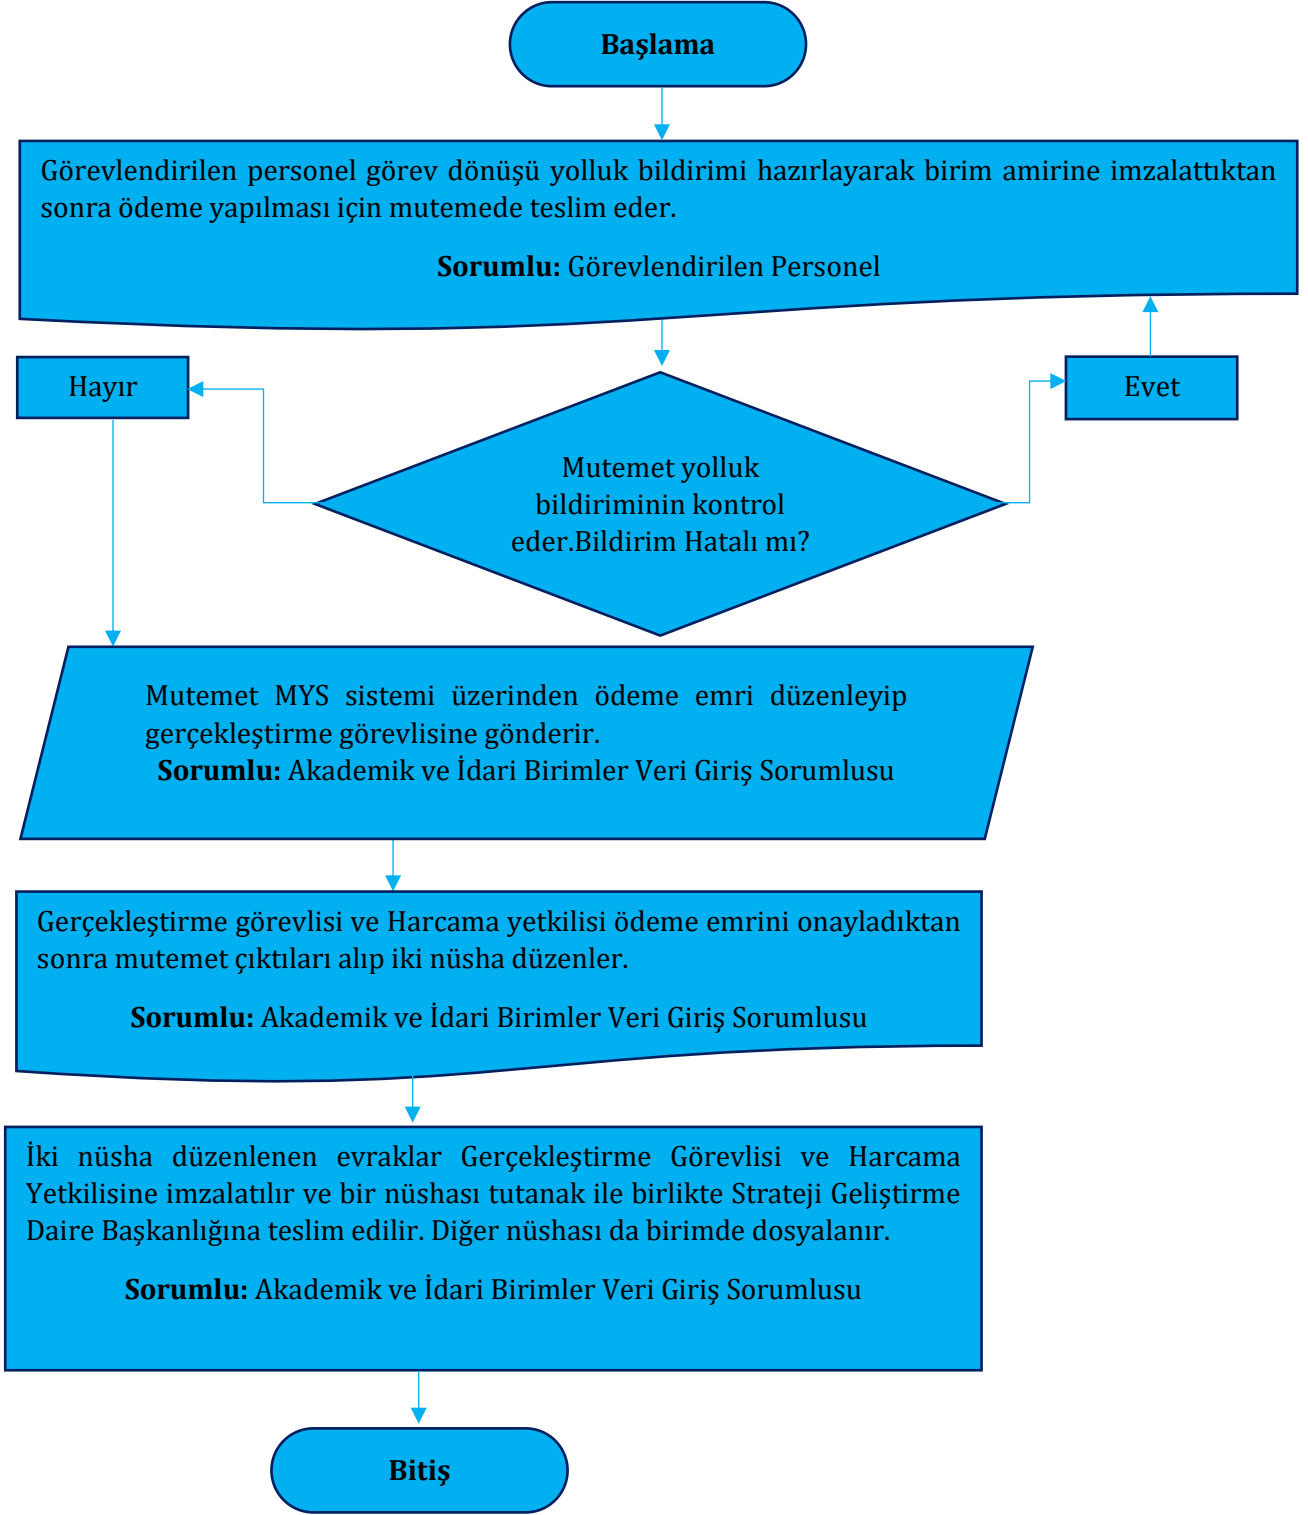 Başlama
Görevlendirilen personel görev dönüşü yolluk bildirimi hazırlayarak birim amirine imzalattıktan
sonra ödeme yapılması için mutemede teslim eder.
Sorumlu: Görevlendirilen Personel
Hayır
Evet
Mutemet yolluk
bildiriminin kontrol
eder.Bildirim Hatalı mı?
Mutemet MYS sistemi üzerinden ödeme emri düzenleyip
gerçekleştirme görevlisine gönderir.
Sorumlu: Akademik ve İdari Birimler Veri Giriş Sorumlusu
Gerçekleştirme görevlisi ve Harcama yetkilisi ödeme emrini onayladıktan
sonra mutemet çıktıları alıp iki nüsha düzenler.
Sorumlu: Akademik ve İdari Birimler Veri Giriş Sorumlusu
İki nüsha düzenlenen evraklar Gerçekleştirme Görevlisi ve Harcama
Yetkilisine imzalatılır ve bir nüshası tutanak ile birlikte Strateji Geliştirme
Daire Başkanlığına teslim edilir. Diğer nüshası da birimde dosyalanır.
Sorumlu: Akademik ve İdari Birimler Veri Giriş Sorumlusu
Bitiş